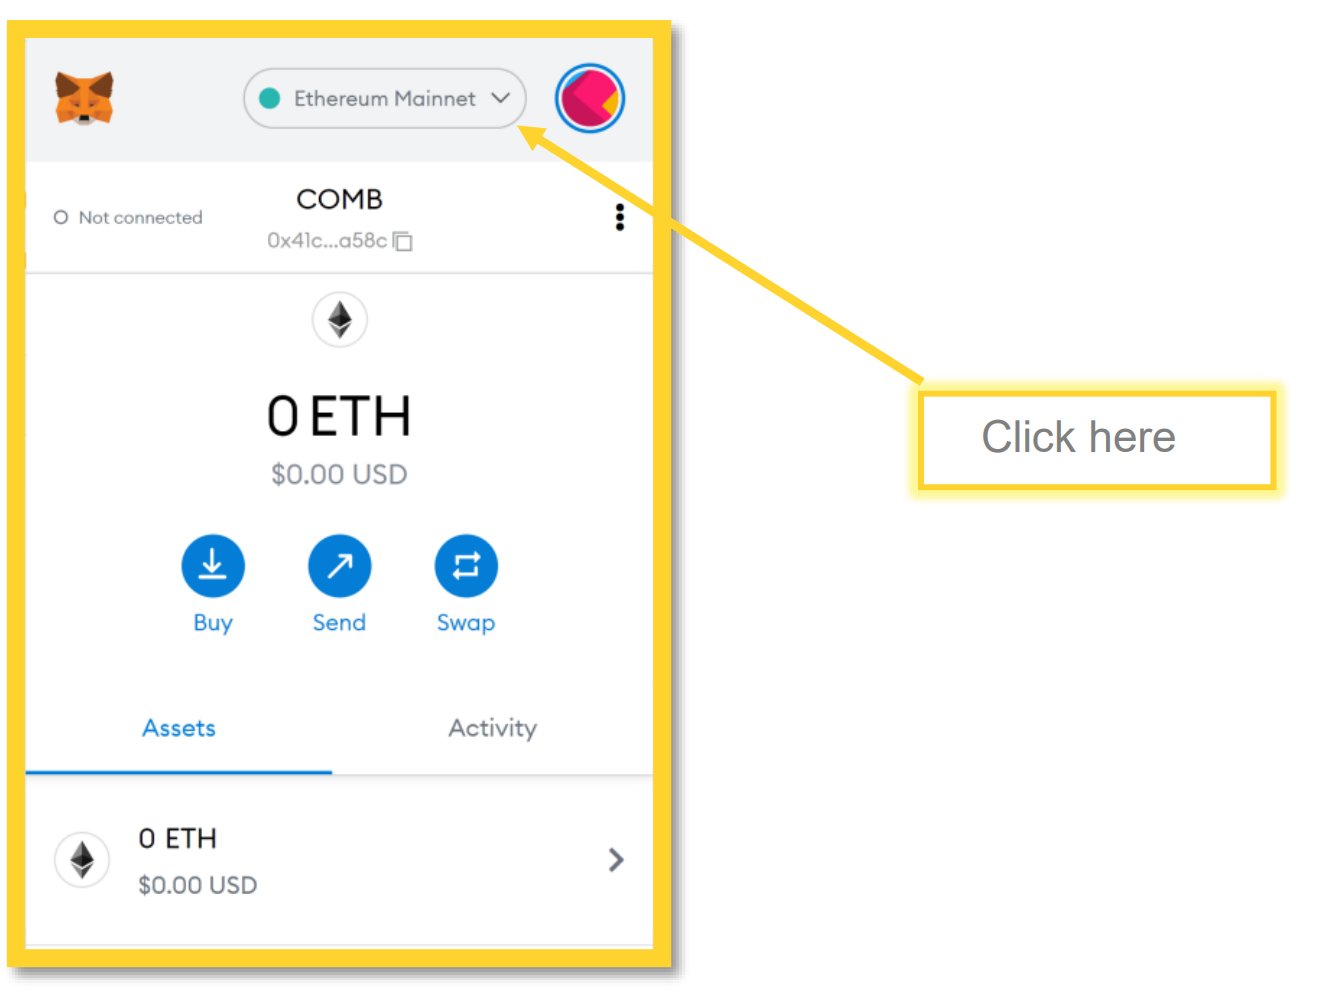 Ethereum Mainnet
Not connected
COMB
0x41c...a58c
0 ETH
$0.00 USD
Buy
Send
Swap
Assets
Activity
0 ETH
$0.00 USD
Click here